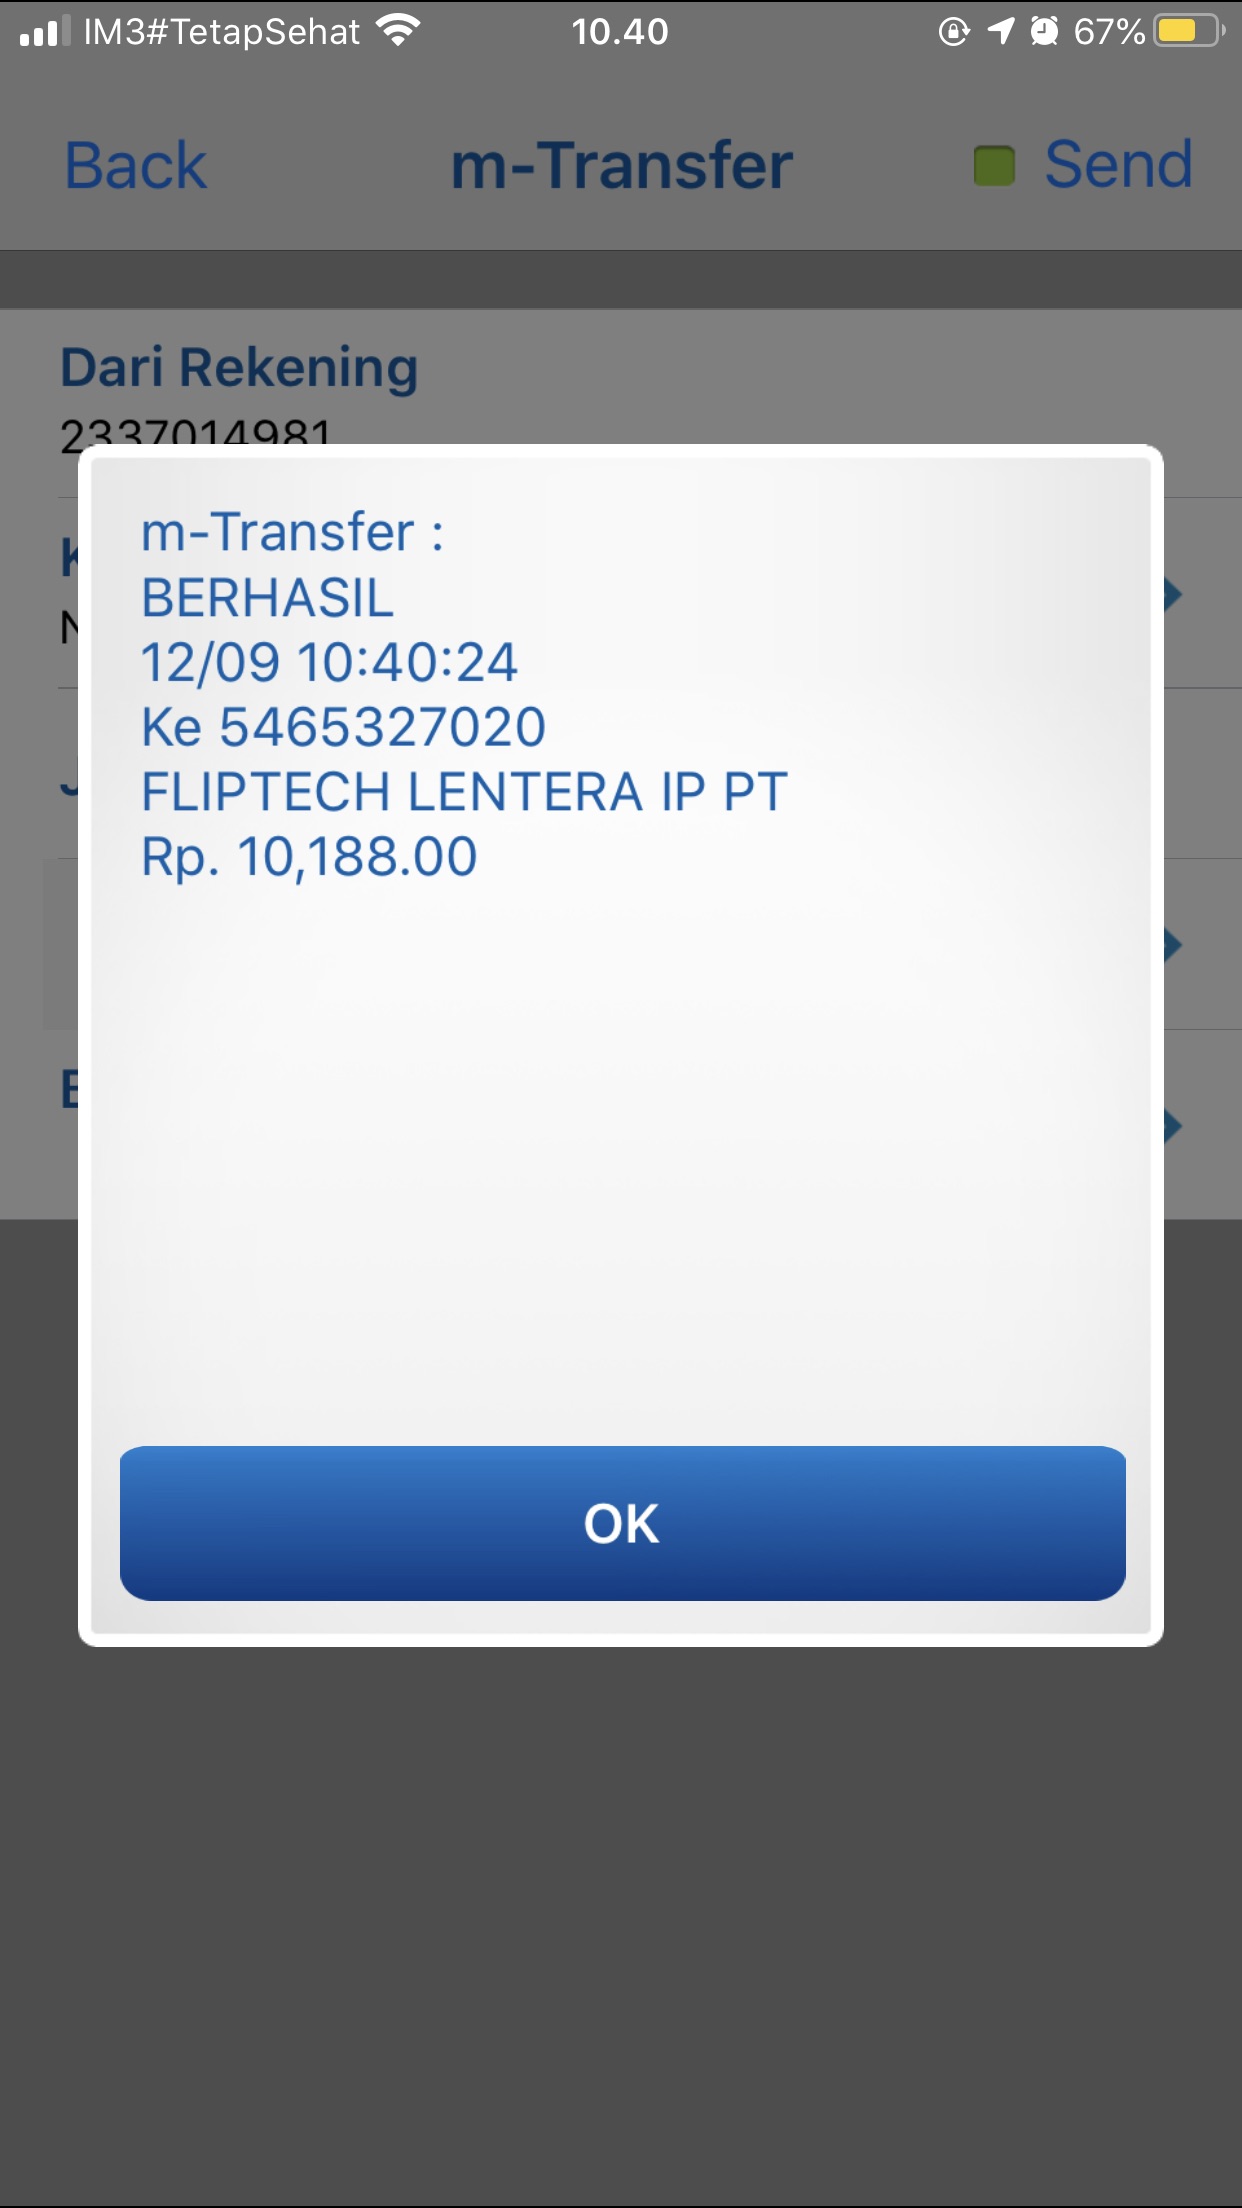 IM3#TetapSehat 10.40 67%
Back m-Transfer Send
Dari Rekening
2337014981
m-Transfer :
BERHASIL
12/09 10:40:24
Ke 5465327020
FLIPTECH LENTERA IP PT
Rp. 10,188.00
OK